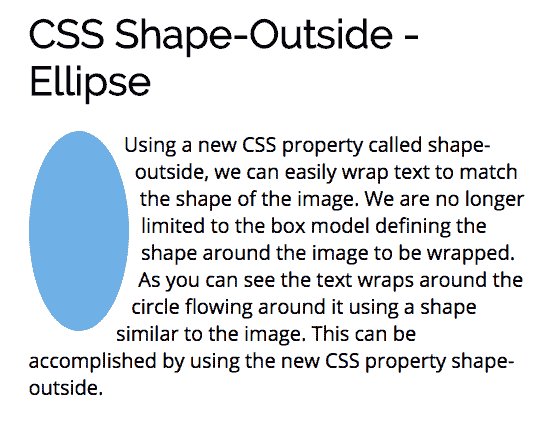 CSS Shape-Outside -
Ellipse
Using a new CSS property called shape-
outside, we can easily wrap text to match
the shape of the image. We are no longer
limited to the box model defining the
shape around the image to be wrapped.
As you can see the text wraps around the
circle flowing around it using a shape
similar to the image. This can be
accomplished by using the new CSS property shape-
outside.